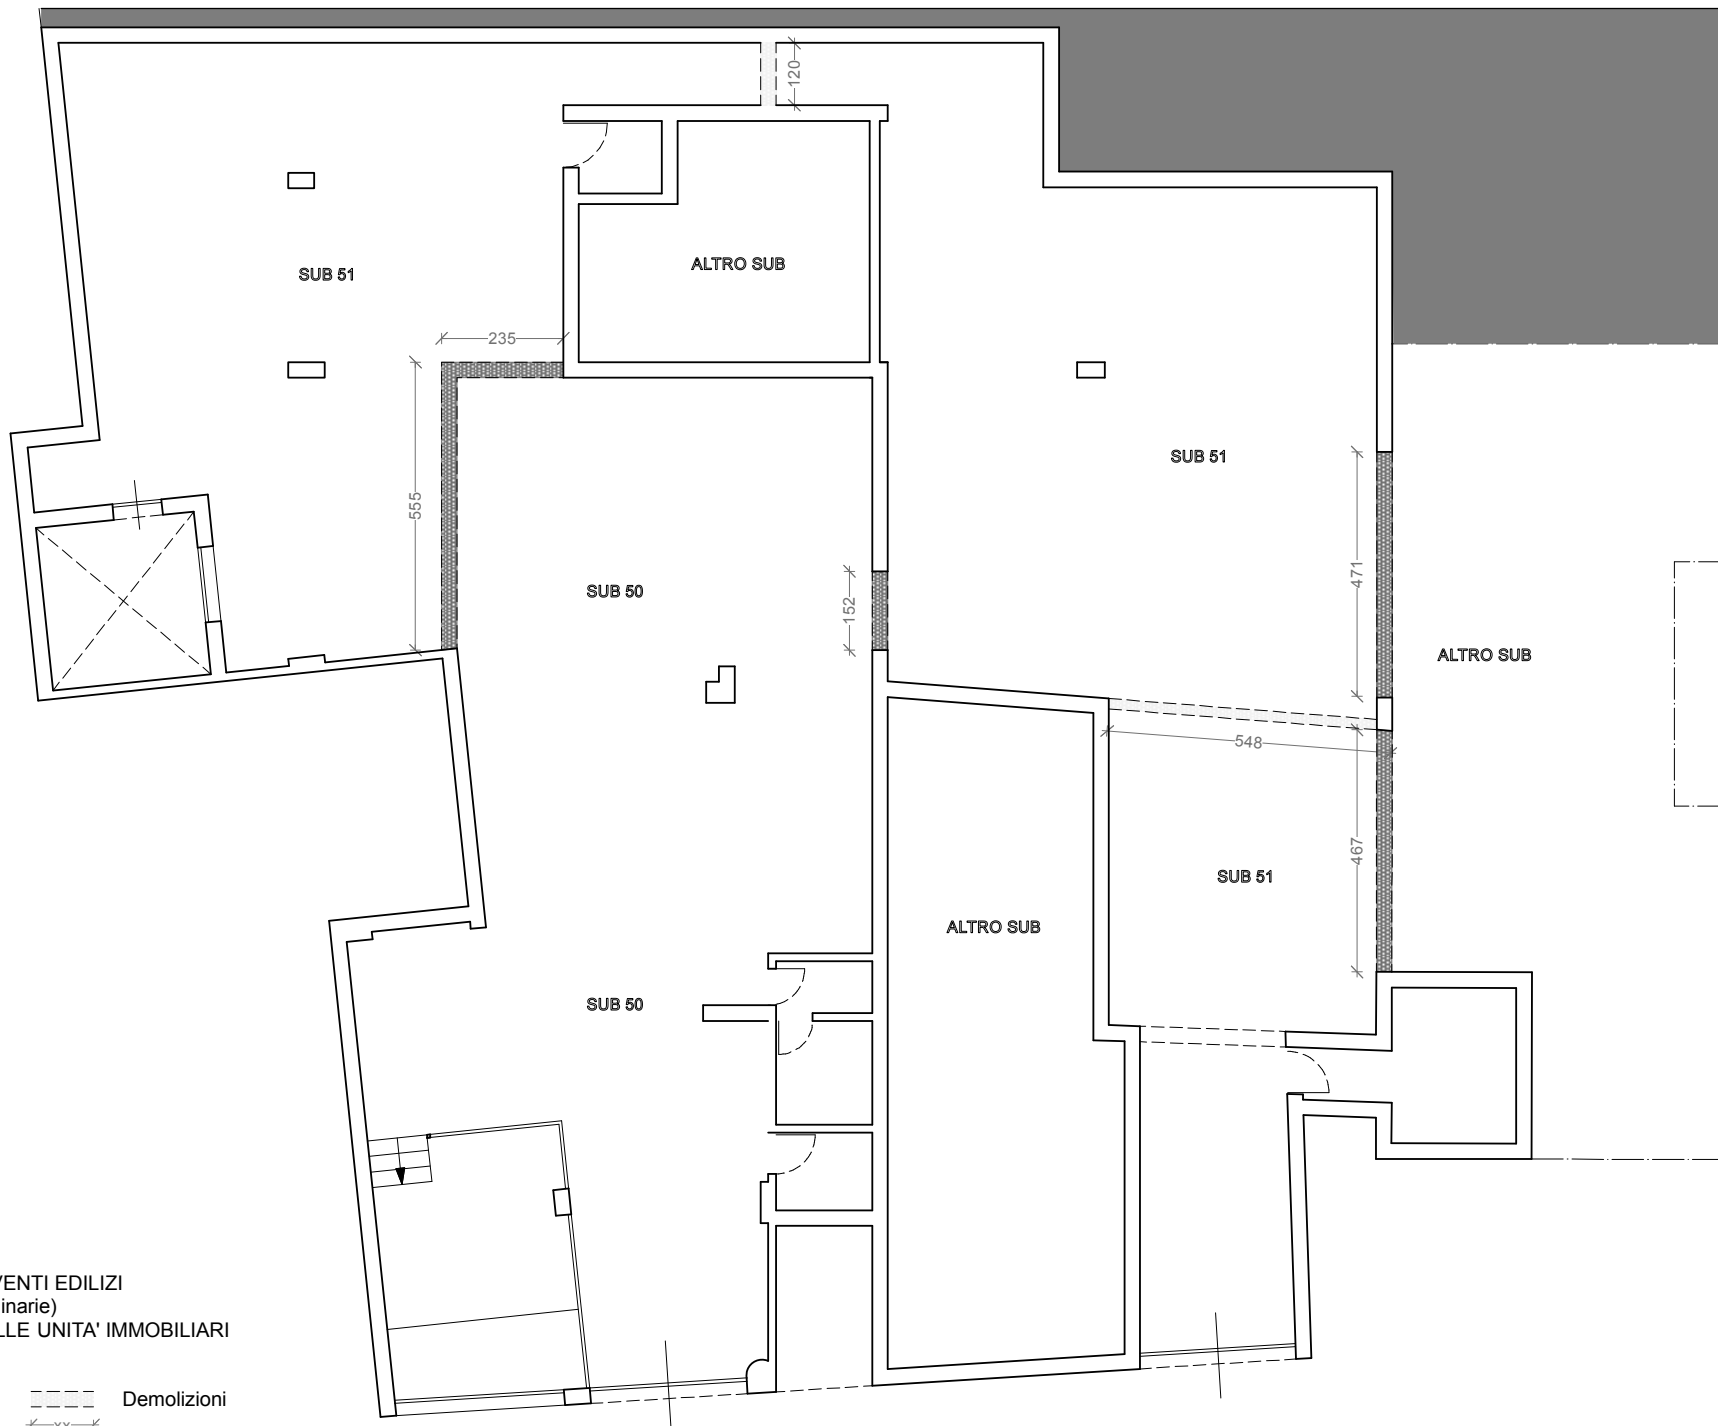 120
SUB 51
ALTRO SUB
235
SUB 51
555
471
SUB 50
152
ALTRO SUB
548
467
SUB 51
ALTRO SUB
SUB 50
VENTI EDILIZI
inarie)
LLE UNITA' IMMOBILIARI
Demolizioni
xx